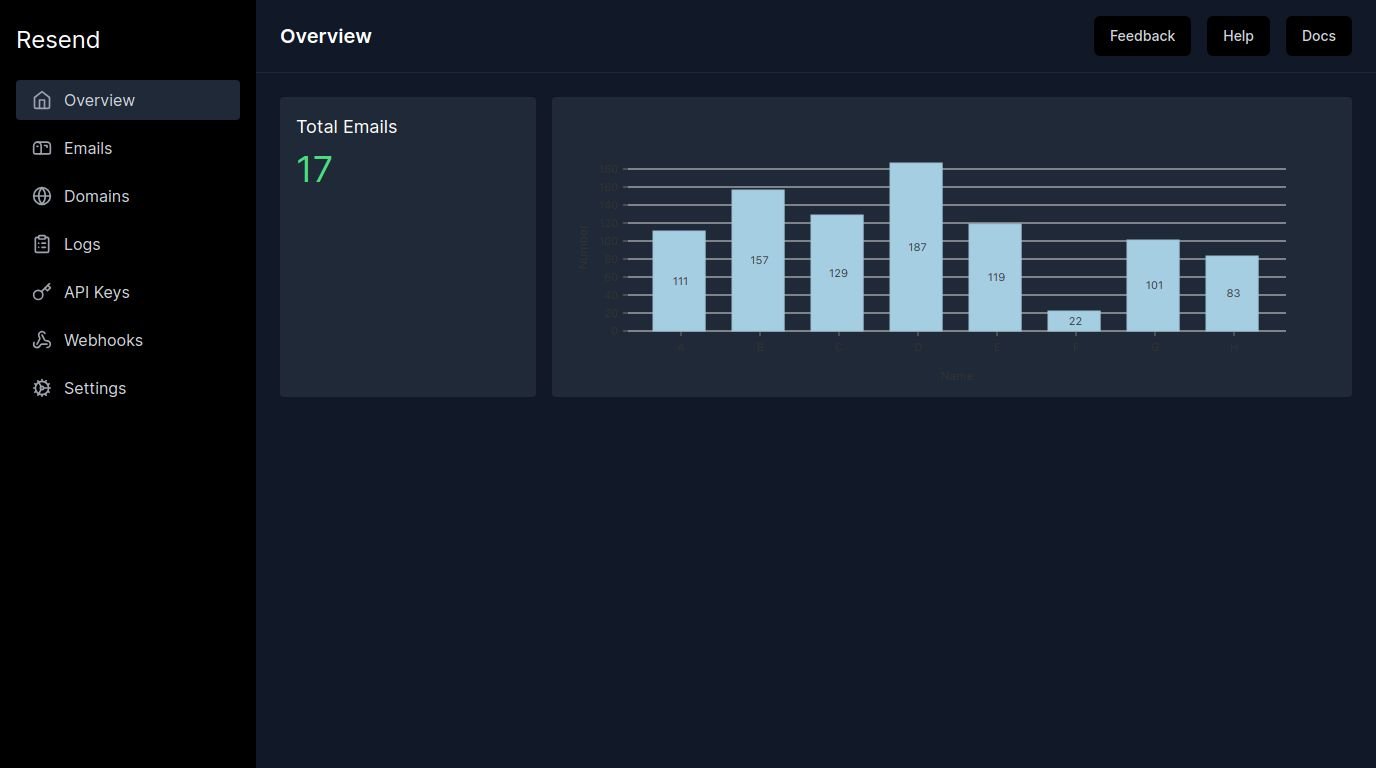 Resend
Overview
Emails
Domains
Logs
API Keys
Webhooks
Settings
Overview
Feedback
Help
Docs
Total Emails
17
Number
180
160
140
120
100
80
60
40
20
0
111
157
129
187
119
22
101
83
A
B
C
D
E
F
G
H
Name